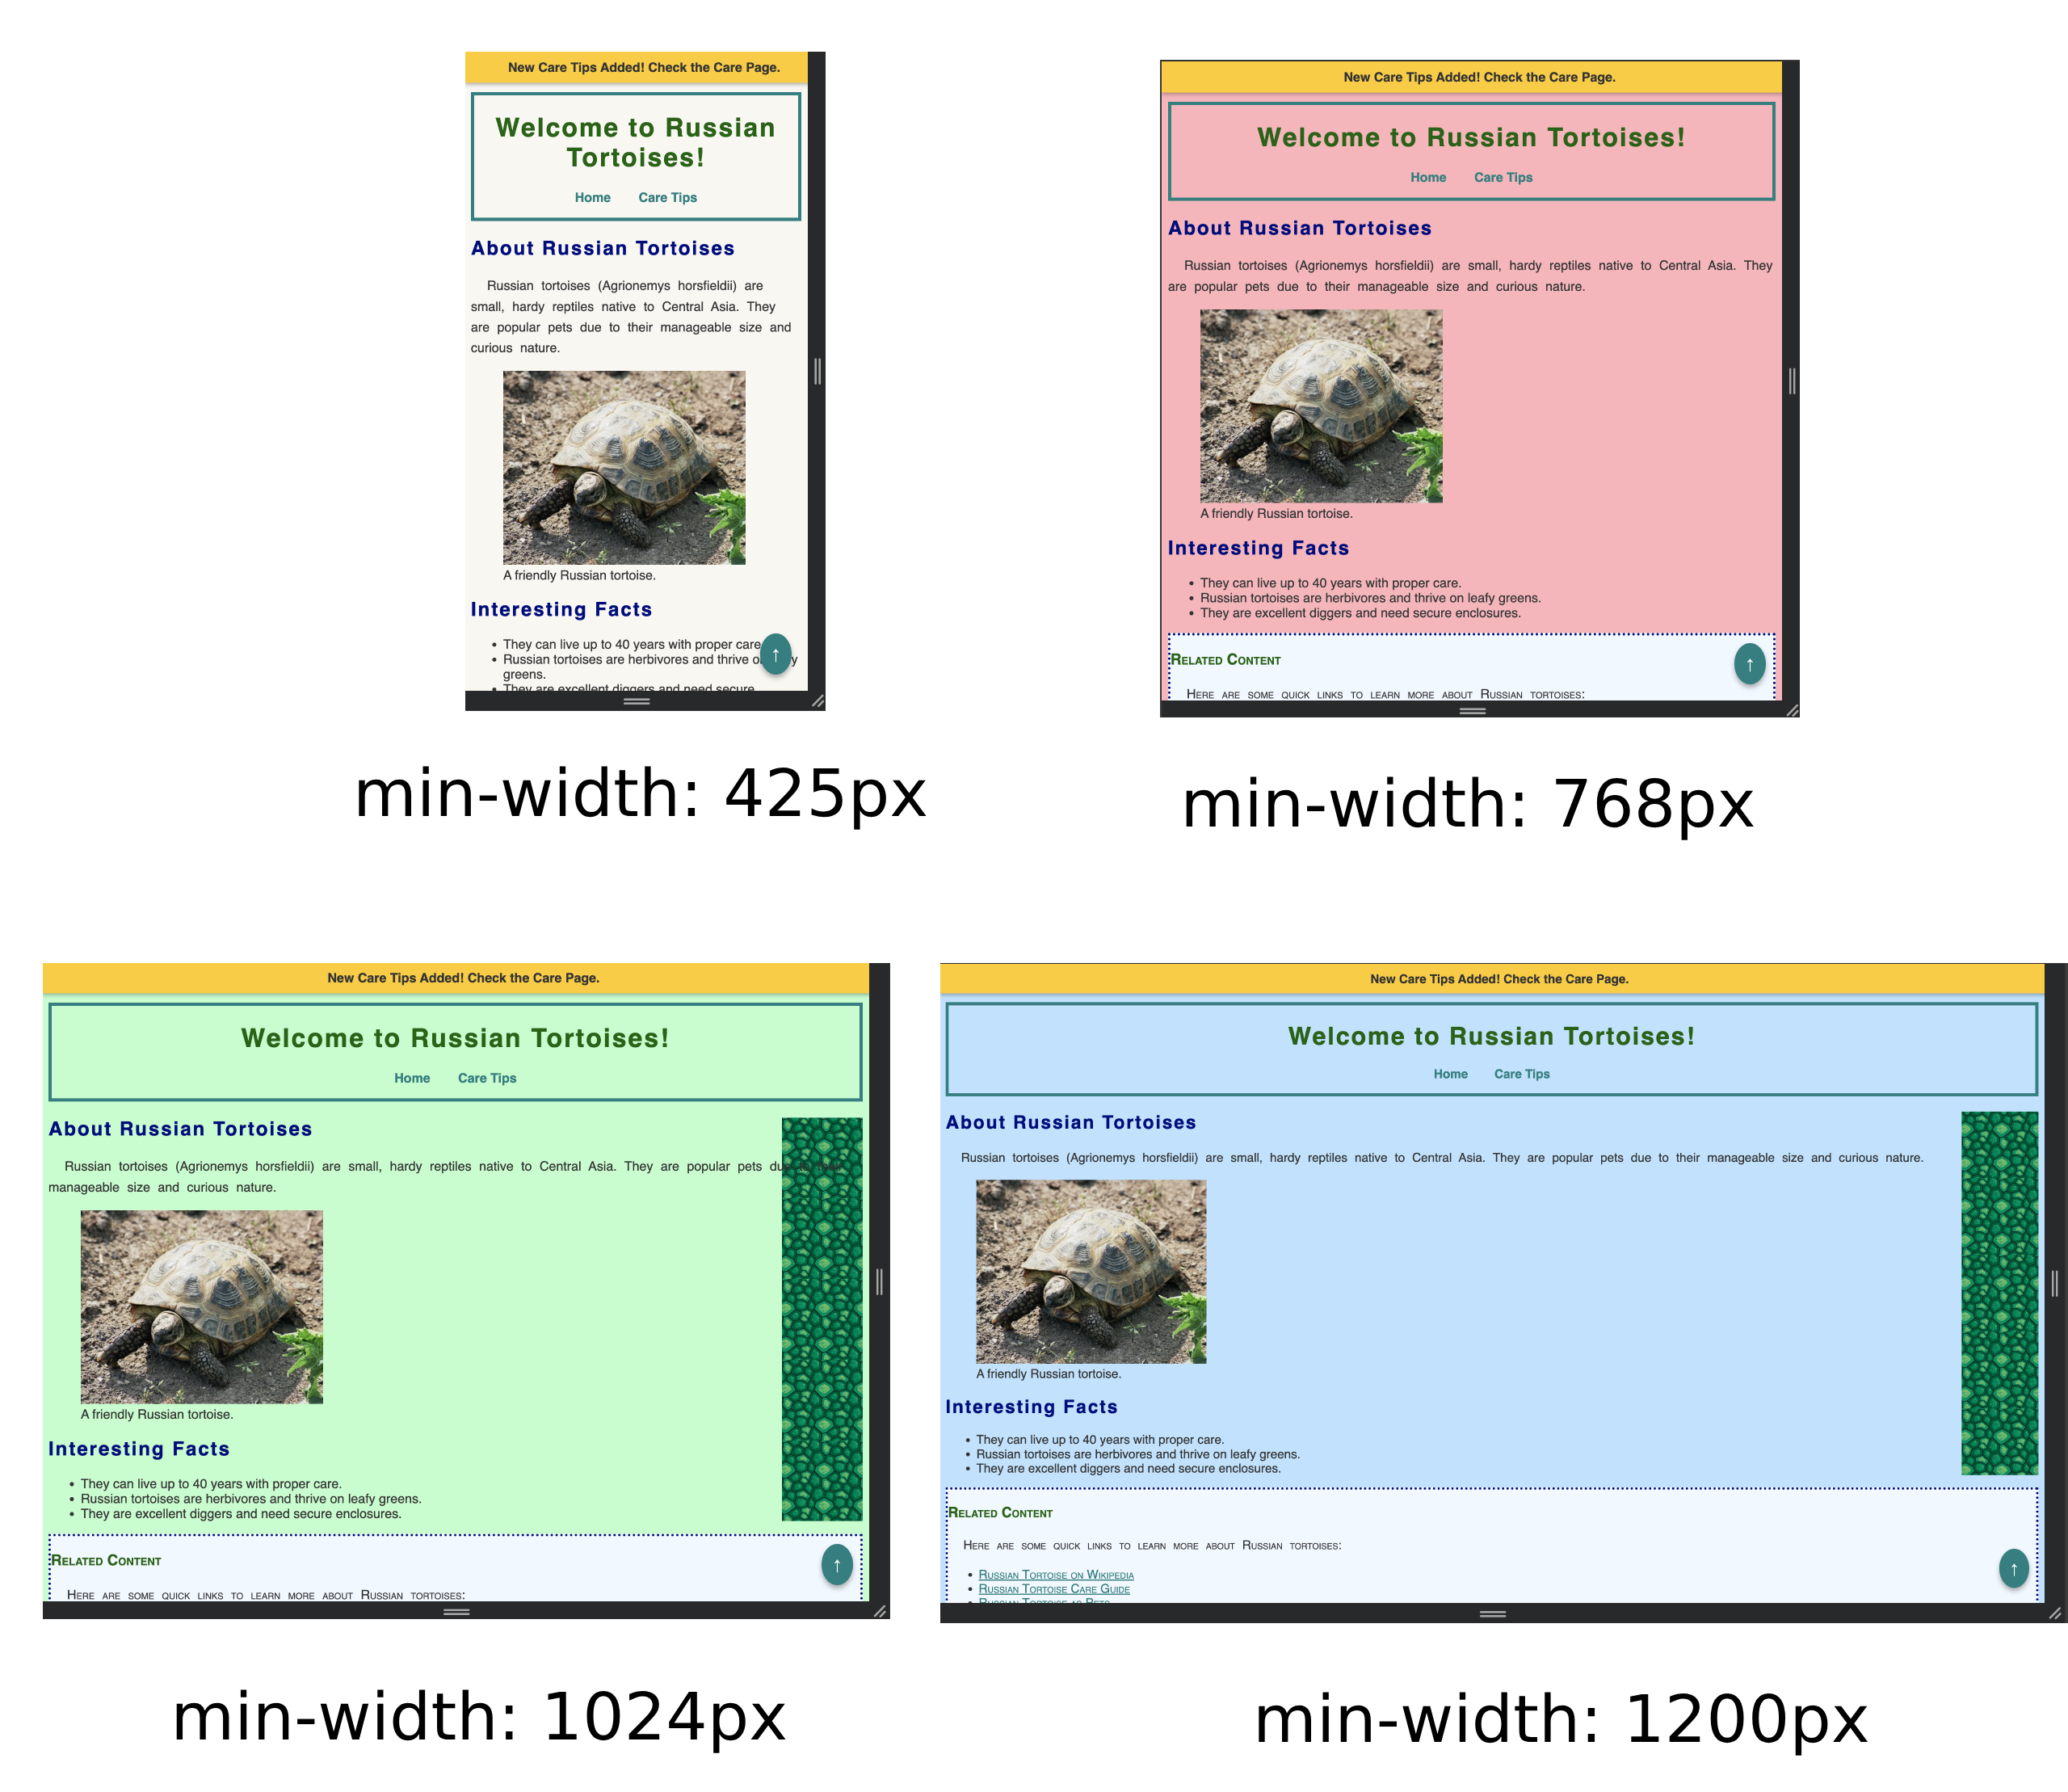 New Care Tips Added! Check the Care Page.
Welcome to Russian
Tortoises!
Home Care Tips
About Russian Tortoises
Russian tortoises (Agrionemys horsfieldii) are
small, hardy reptiles native to Central Asia. They
are popular pets due to their manageable size and
curious nature.
A friendly Russian tortoise.
Interesting Facts
• They can live up to 40 years with proper care
• Russian tortoises are herbivores and thrive
greens.
• They are excellent diggers and need secure
↑
min-width: 425px
New Care Tips Added! Check the Care Page.
Welcome to Russian Tortoises!
Home Care Tips
About Russian Tortoises
Russian tortoises (Agrionemys horsfieldii) are small, hardy reptiles native to Central Asia. They
are popular pets due to their manageable size and curious nature.
A friendly Russian tortoise.
Interesting Facts
• They can live up to 40 years with proper care.
• Russian tortoises are herbivores and thrive on leafy greens.
• They are excellent diggers and need secure enclosures.
Related Content
Here are some quick links to learn more about Russian tortoises:
↑
min-width: 768px
New Care Tips Added! Check the Care Page.
Welcome to Russian Tortoises!
Home Care Tips
About Russian Tortoises
Russian tortoises (Agrionemys horsfieldii) are small, hardy reptiles native to Central Asia. They are popular pets due to their
manageable size and curious nature.
A friendly Russian tortoise.
Interesting Facts
• They can live up to 40 years with proper care.
• Russian tortoises are herbivores and thrive on leafy greens.
• They are excellent diggers and need secure enclosures.
Related Content
Here are some quick links to learn more about Russian tortoises:
↑
min-width: 1024px
New Care Tips Added! Check the Care Page.
Welcome to Russian Tortoises!
Home Care Tips
About Russian Tortoises
Russian tortoises (Agrionemys horsfieldii) are small, hardy reptiles native to Central Asia. They are popular pets due to their manageable size and curious nature.
A friendly Russian tortoise.
Interesting Facts
• They can live up to 40 years with proper care.
• Russian tortoises are herbivores and thrive on leafy greens.
• They are excellent diggers and need secure enclosures.
Related Content
Here are some quick links to learn more about Russian tortoises:
• Russian Tortoise on Wikipedia
• Russian Tortoise Care Guide
• Russian Tortoise
↑
min-width: 1200px